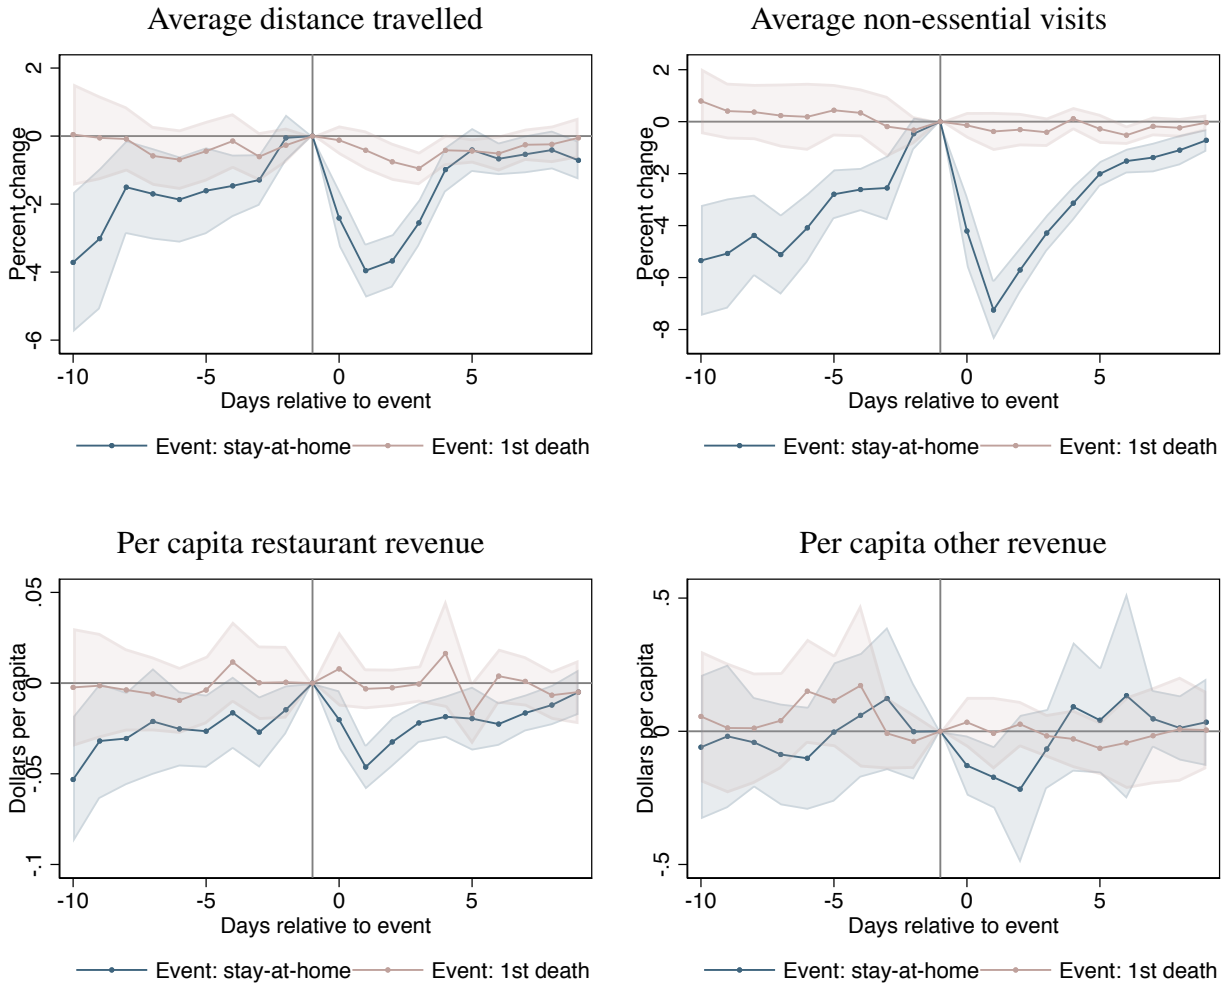 Average distance travelled
Percent change
2
0
-2
-4
-6
-10
-5
0
5
Days relative to event
Event: stay-at-home
Event: 1st death
Average non-essential visits
Percent change
2
0
-2
-4
-6
-8
-10
-5
0
5
Days relative to event
Event: stay-at-home
Event: 1st death
Per capita restaurant revenue
Dollars per capita
.05
0
-.05
-.1
-10
-5
0
5
Days relative to event
Event: stay-at-home
Event: 1st death
Per capita other revenue
Dollars per capita
.5
0
-.5
-10
-5
0
5
Days relative to event
Event: stay-at-home
Event: 1st death